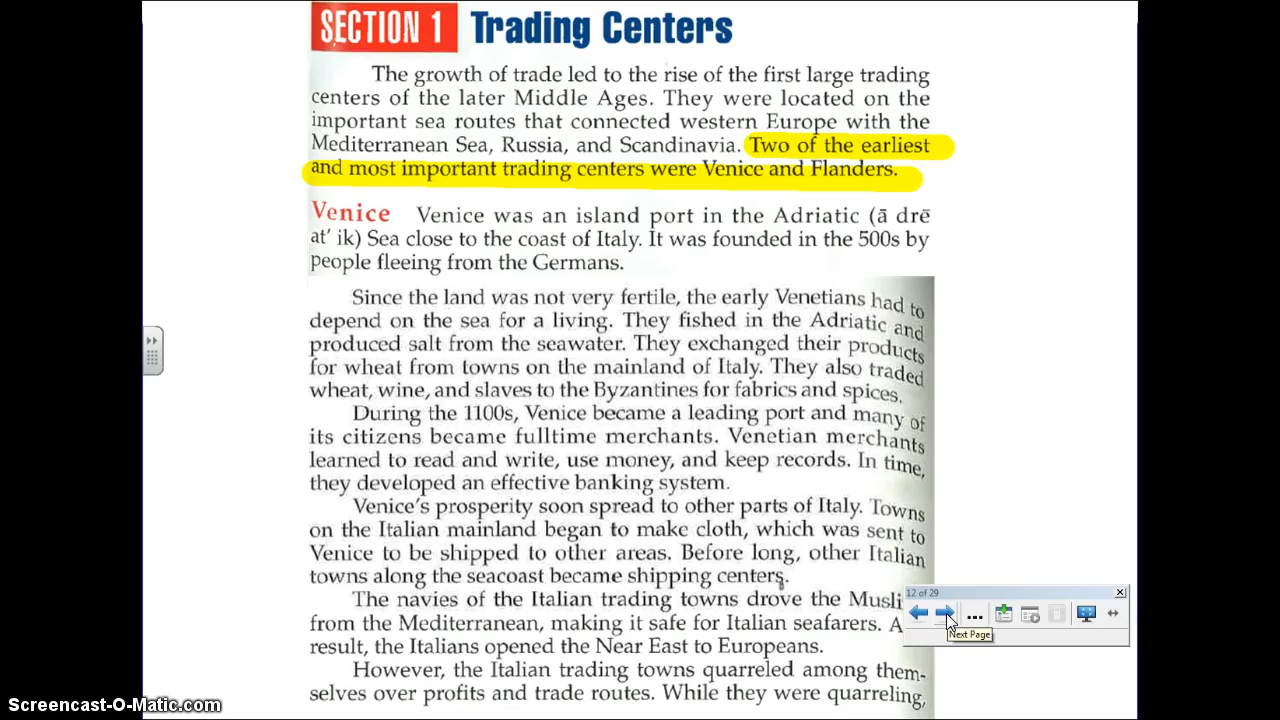 SECTION 1 Trading Centers
The growth of trade led to the rise of the first large trading
centers of the later Middle Ages. They were located on the
important sea routes that connected western Europe with the
Mediterranean Sea, Russia, and Scandinavia. Two of the earliest
and most important trading centers were Venice and Flanders.
Venice Venice was an island port in the Adriatic (ā drē
at' ik) Sea close to the coast of Italy. It was founded in the 500s by
people fleeing from the Germans.
Since the land was not very fertile, the early Venetians had to
depend on the sea for a living. They fished in the Adriatic and
produced salt from the seawater. They exchanged their products
for wheat from towns on the mainland of Italy. They also traded
wheat, wine, and slaves to the Byzantines for fabrics and spices.
During the 1100s, Venice became a leading port and many of
its citizens became fulltime merchants. Venetian merchants
learned to read and write, use money, and keep records. In time,
they developed an effective banking system.
Venice's prosperity soon spread to other parts of Italy. Towns
on the Italian mainland began to make cloth, which was sent to
Venice to be shipped to other areas. Before long, other Italian
towns along the seacoast became shipping centers.
The navies of the Italian trading towns drove the Musli
from the Mediterranean, making it safe for Italian seafarers. A
result, the Italians opened the Near East to Europeans.
However, the Italian trading towns quarreled among them-
selves over profits and trade routes. While they were quarreling,
12 of 29
Next Page
Screencast-O-Matic.com